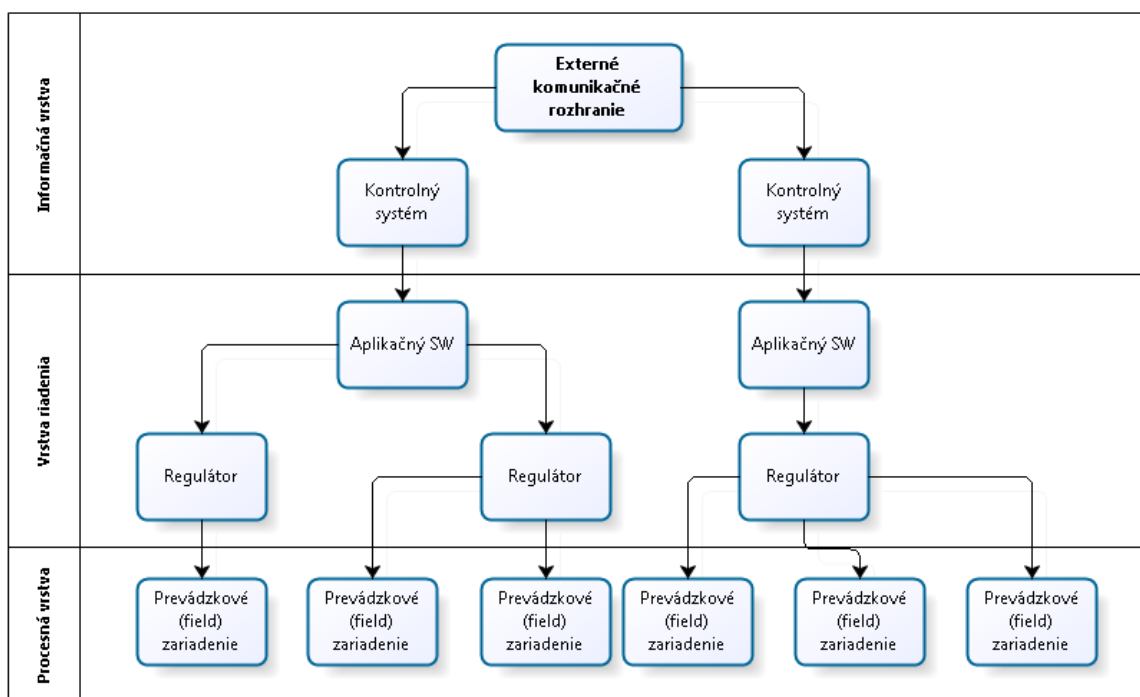 Informačná vrstva
Externé
komunikačné
rozhranie
Kontrolný
systém
Kontrolný
systém
Vrstva riadenia
Aplikačný SW
Aplikačný SW
Regulátor
Regulátor
Regulátor
Procesná vrstva
Prevádzkové
(field)
zariadenie
Prevádzkové
(field)
zariadenie
Prevádzkové
(field)
zariadenie
Prevádzkové
(field)
zariadenie
Prevádzkové
(field)
zariadenie
Prevádzkové
(field)
zariadenie